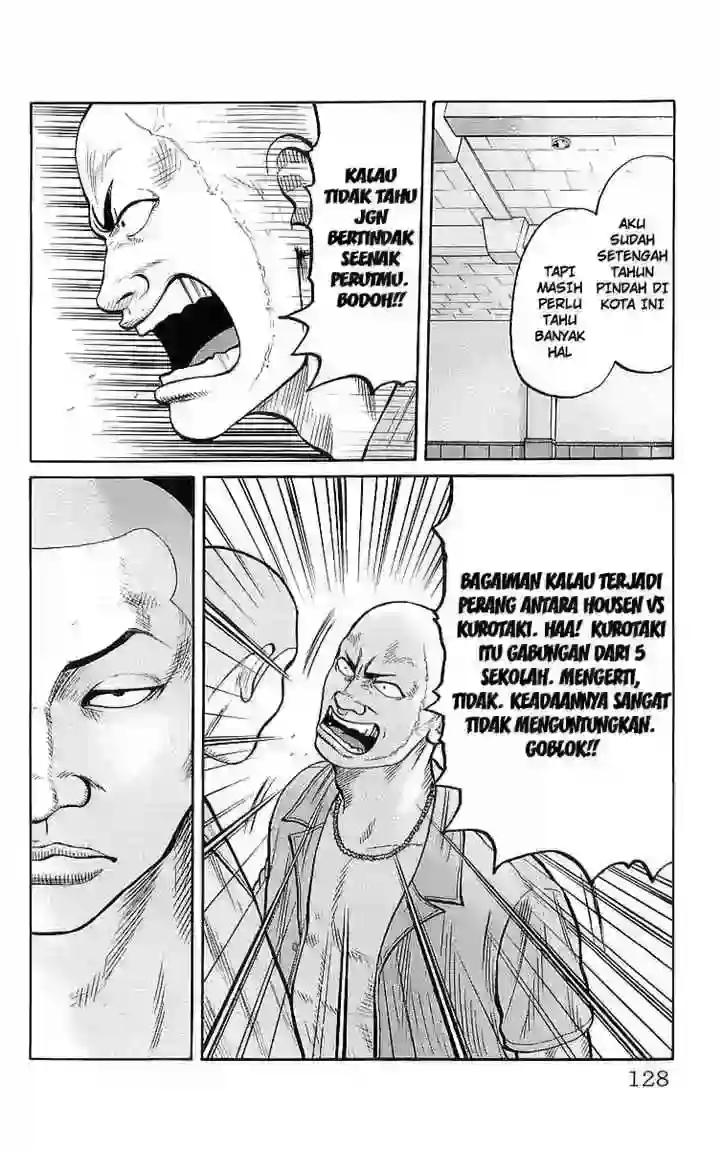 AKU
SUDAH
SETENGAH
TAHUN
PINDAH DI
KOTA INI
TAPI
MASIH
PERLU
TAHU
BANYAK
HAL
KALAU
TIDAK TAHU
JGN
BERTINDAK
SEENAK
PERUTMU.
BODOH!!
BAGAIMAN KALAU TERJADI
PERANG ANTARA HOUSEN VS
KUROTAKI. HAA! KUROTAKI
ITU GABUNGAN DARI 5
SEKOLAH. MENGERTI,
TIDAK. KEADAANNYA SANGAT
TIDAK MENGUNTUNGKAN.
GOBLOK!!
128